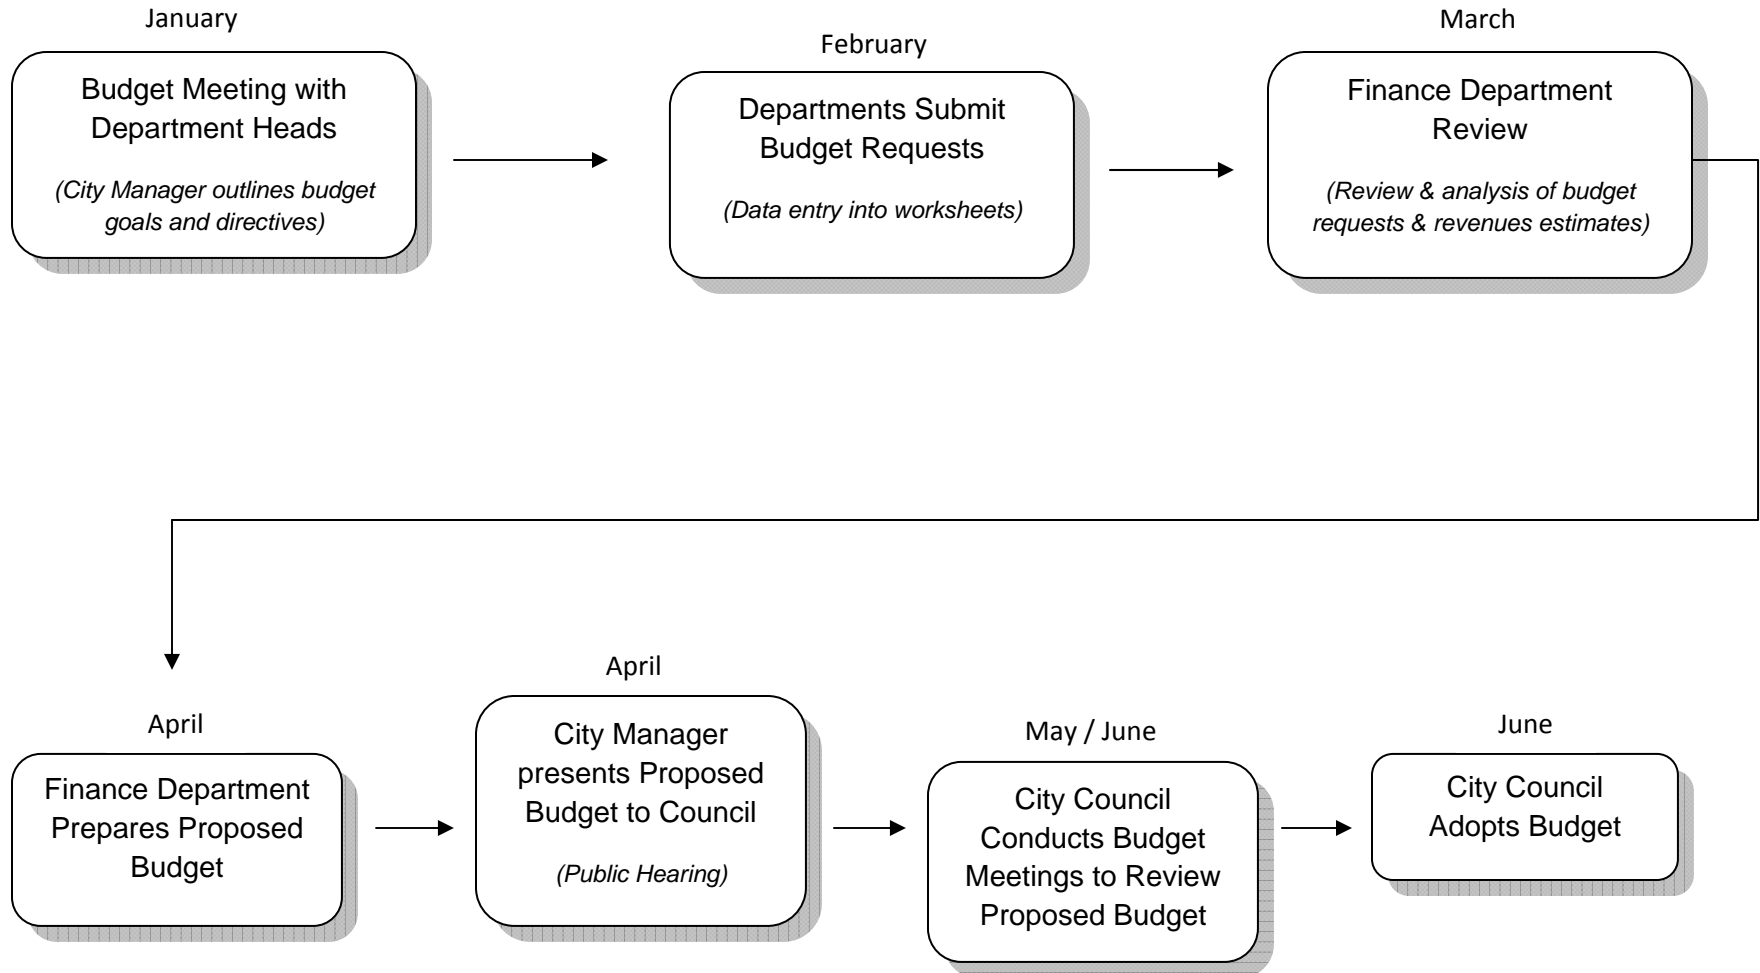 January
Budget Meeting with
Department Heads
(City Manager outlines budget
goals and directives)
February
Departments Submit
Budget Requests
(Data entry into worksheets)
March
Finance Department
Review
(Review & analysis of budget
requests & revenues estimates)
April
Finance Department
Prepares Proposed
Budget
April
City Manager
presents Proposed
Budget to Council
(Public Hearing)
May / June
City Council
Conducts Budget
Meetings to Review
Proposed Budget
June
City Council
Adopts Budget